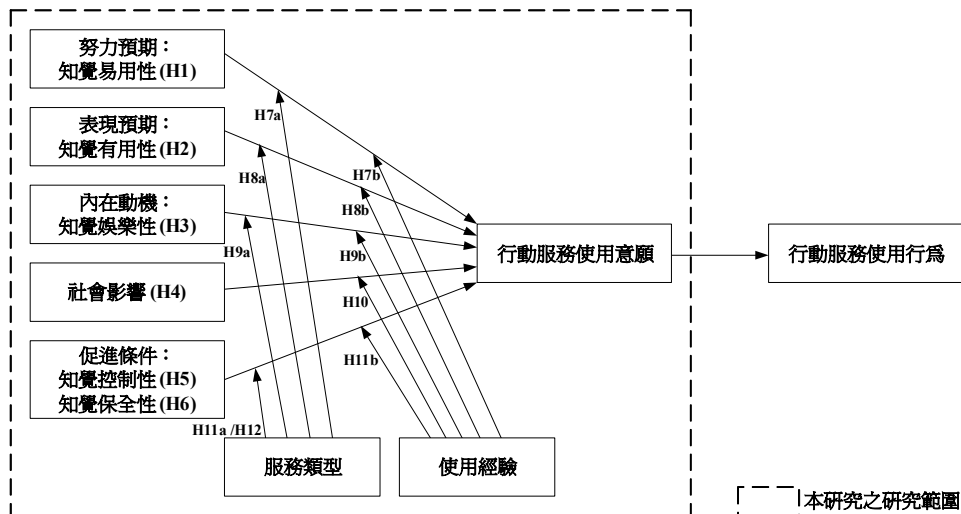 努力預期：
知覺易用性(H1)
表現預期：
知覺有用性(H2)
內在動機：
知覺娛樂性(H3)
社會影響(H4)
促進條件：
知覺控制性(H5)
知覺保全性(H6)
H7a
H8a
H9a
H11a /H12
H7b
H8b
H9b
H10
H11b
服務類型
使用經驗
行動服務使用意願
行動服務使用行為
本研究之研究範圍